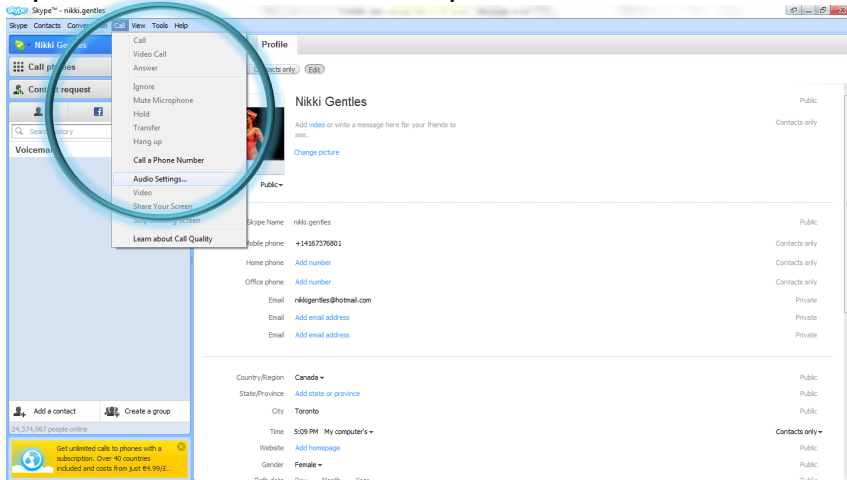 Skype™ - nikki.gentles
Skype Contacts Call View Tools Help
Nikki Gentles
Profile
Call phones
Contacts only Edit
Contact request
Search history
Voicemail
Call
Video Call
Answer
Ignore
Mute Microphone
Hold
Transfer
Hang up
Call a Phone Number
Audio Settings...
Video
Share Your Screen
Learn about Call Quality
Nikki Gentles Public
Add video or write a message here for your friends to Contacts only
see.
Change picture
Public
Skype Name nikki.gentles Public
Mobile phone +14167376801 Contacts only
Home phone Add number Contacts only
Office phone Add number Contacts only
Email nikkigentles@hotmail.com Private
Email Add email address Private
Email Add email address Private
Country/Region Canada Public
State/Province Add state or province Public
City Toronto Public
Time 5:09 PM My computer's Contacts only
Website Add homepage Public
Gender Female Public
Add a contact Create a group
24,374,967 people online
Get unlimited calls to phones with a
subscription. Over 40 countries
included and costs from just €4.99/£...